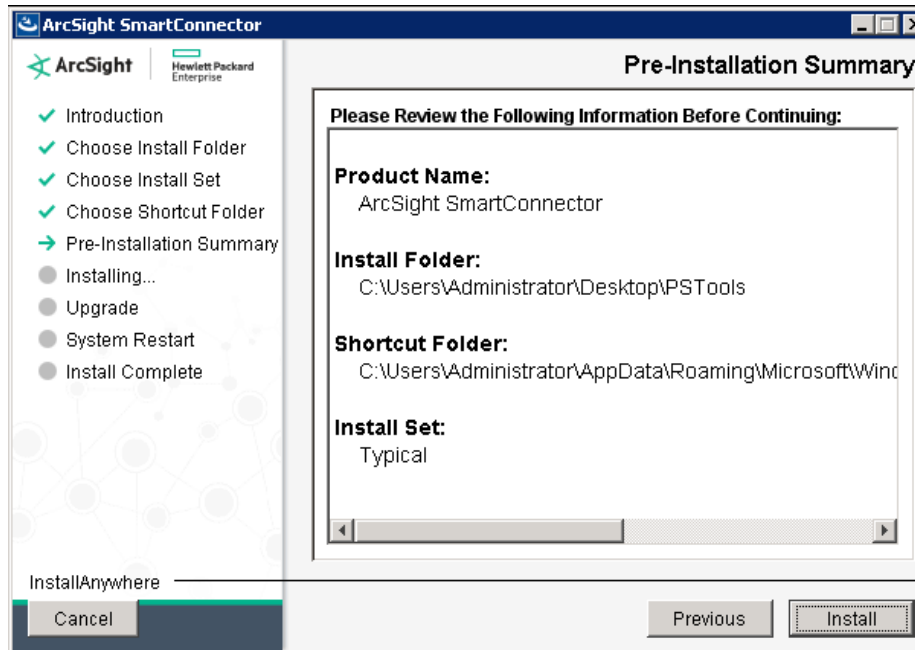 ArcSight SmartConnector
ArcSight
Hewlett Packard
Enterprise
Introduction
Choose Install Folder
Choose Install Set
Choose Shortcut Folder
Pre-Installation Summary
Installing...
Upgrade
System Restart
Install Complete
Pre-Installation Summary
Please Review the Following Information Before Continuing:
Product Name:
ArcSight SmartConnector
Install Folder:
C:\Users\Administrator\Desktop\PSTools
Shortcut Folder:
C:\Users\Administrator\AppData\Roaming\Microsoft\Winc
Install Set:
Typical
InstallAnywhere
Cancel
Previous
Install